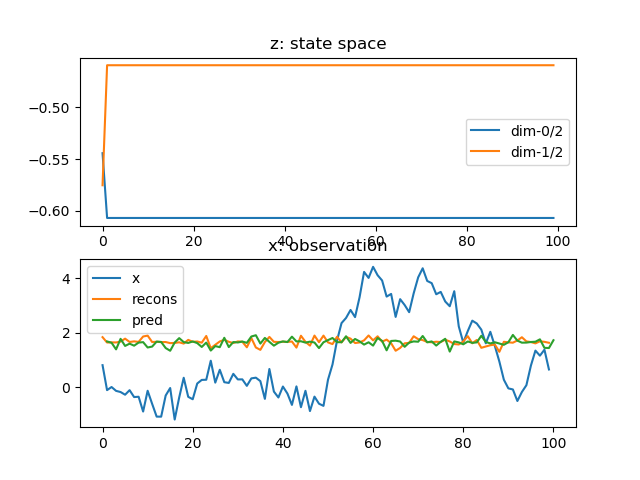 z: state space
−0.50
−0.55
−0.60
dim-0/2
dim-1/2
0 20 40 60 80 100
x: observation
4
2
0
x
recons
pred
0 20 40 60 80 100